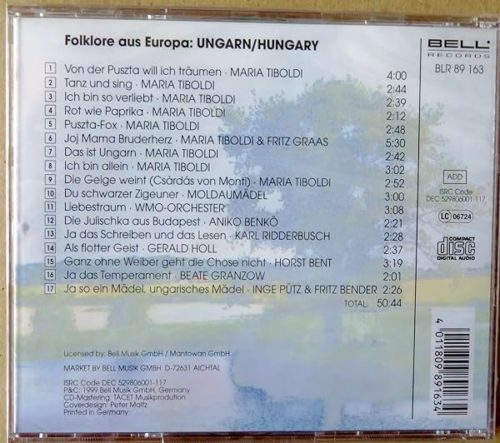 Folklore aus Europa: UNGARN/HUNGARY
BELL
RECORDS
BLR 89 163
1 Von der Puszta will ich träumen · MARIA TIBOLDI 4:00
2 Tanz und sing · MARIA TIBOLDI 2:44
3 Ich bin so verliebt · MARIA TIBOLDI 2:39
4 Rot wie Paprika · MARIA TIBOLDI 2:12
5 Puszta-Fox · MARIA TIBOLDI 2:48
6 Joj Mama Bruderherz · MARIA TIBOLDI & FRITZ GRAAS 5:30
7 Das ist Ungarn · MARIA TIBOLDI 2:42
8 Ich bin allein · MARIA TIBOLDI 3:02
9 Die Geige weint (Csárdás von Monti) · MARIA TIBOLDI 2:52
10 Du schwarzer Zigeuner · MOLDAUMÄDEL 3:00
11 Liebestraum · WMO-ORCHESTER 3:08
12 Die Julischka aus Budapest · ANIKO BENKÒ 2:21
13 Ja das Schreiben und das Lesen · KARL RIDDERBUSCH 2:28
14 Als flotter Geist · GERALD HOLL 2:37
15 Ganz ohne Weiber geht die Chose nicht · HORST BENT 3:19
16 Ja das Temperament · BEATE GRANZOW 2:01
17 Ja so ein Mädel, ungarisches Mädel · INGE PÜTZ & FRITZ BENDER 2:26
TOTAL: 50:44
ADD
ISRC Code
DEC 529806001-117
LC 06724
COMPACT
disc
DIGITAL AUDIO
Licensed by: Bell Musik GmbH / Mantowan GmbH
MARKET BY BELL MUSIK GMBH D-72631 AICHTAL
ISRC Code DEC 529806001-117
P&C: 1999 Bell Musik GmbH, Germany
CD-Mastering: TACET Musikproduktion
Coverdesign: Peter Maltz
Printed in Germany
4 011809 891634